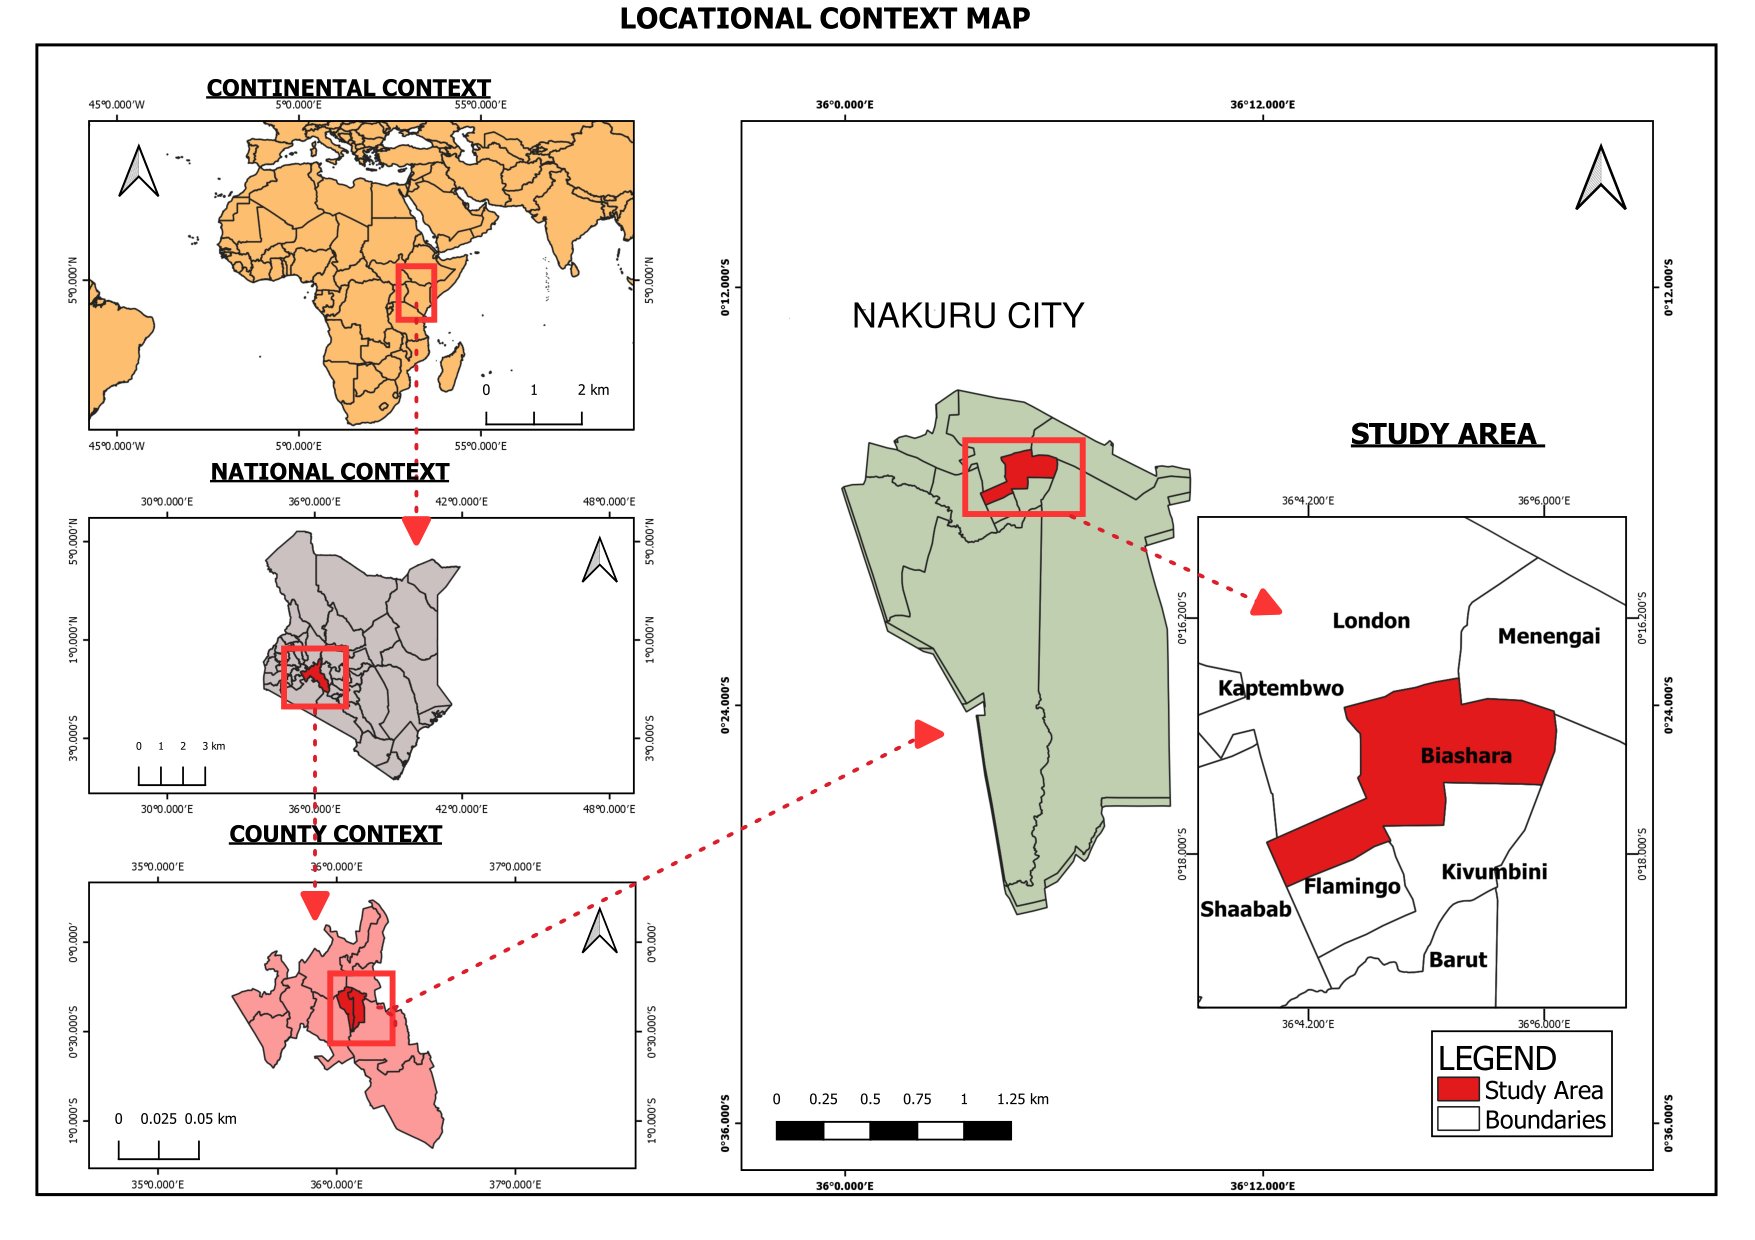 LOCATIONAL CONTEXT MAP
CONTINENTAL CONTEXT
45°0.000'W 5°0.000'E 55°0.000'E
5°0.000'N 5°0.000'N
0 1 2 km
45°0.000'W 5°0.000'E 55°0.000'E
NATIONAL CONTEXT
30°0.000'E 36°0.000'E 42°0.000'E 48°0.000'E
5°0.000'N 5°0.000'N
1°0.000'N 1°0.000'N
3°0.000'S 3°0.000'S
0 1 2 3 km
30°0.000'E 36°0.000'E 42°0.000'E 48°0.000'E
COUNTY CONTEXT
35°0.000'E 36°0.000'E 37°0.000'E
0°0.000' 0°0.000'
0°30.000'S 0°30.000'S
1°0.000'S 1°0.000'S
0 0.025 0.05 km
35°0.000'E 36°0.000'E 37°0.000'E
36°0.000'E 36°12.000'E
0°12.000'S 0°12.000'S
NAKURU CITY
0°24.000'S 0°24.000'S
0°36.000'S 0°36.000'S
0 0.25 0.5 0.75 1 1.25 km
36°0.000'E 36°12.000'E
STUDY AREA
36°4.200'E 36°6.000'E
0°16.200'S 0°16.200'S
London
Menengai
Kaptembwo
Biashara
0°18.000'S 0°18.000'S
Kivumbini
Flamingo
Shaabab
Barut
36°4.200'E 36°6.000'E
LEGEND
Study Area
Boundaries